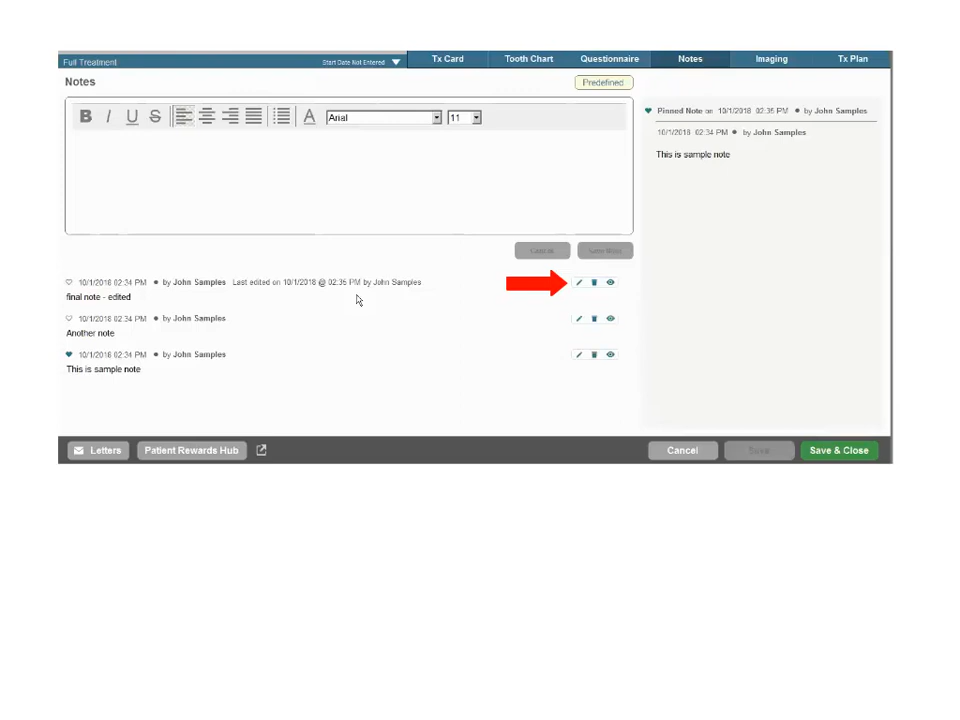 Full Treatment Start Date Not Entered Tx Card Tooth Chart Questionnaire Notes Imaging Tx Plan
Notes Predefined
B I U S A Arial 11
Cancel
final note - edited
10/1/2018 02:34 PM • by John Samples Last edited on 10/1/2018 @ 02:35 PM by John Samples
Another note
10/1/2018 02:34 PM • by John Samples
This is sample note
10/1/2018 02:34 PM • by John Samples
Pinned Note on 10/1/2018 02:35 PM • by John Samples
10/1/2018 02:34 PM • by John Samples
This is sample note
Letters Patient Rewards Hub Cancel Save Save & Close